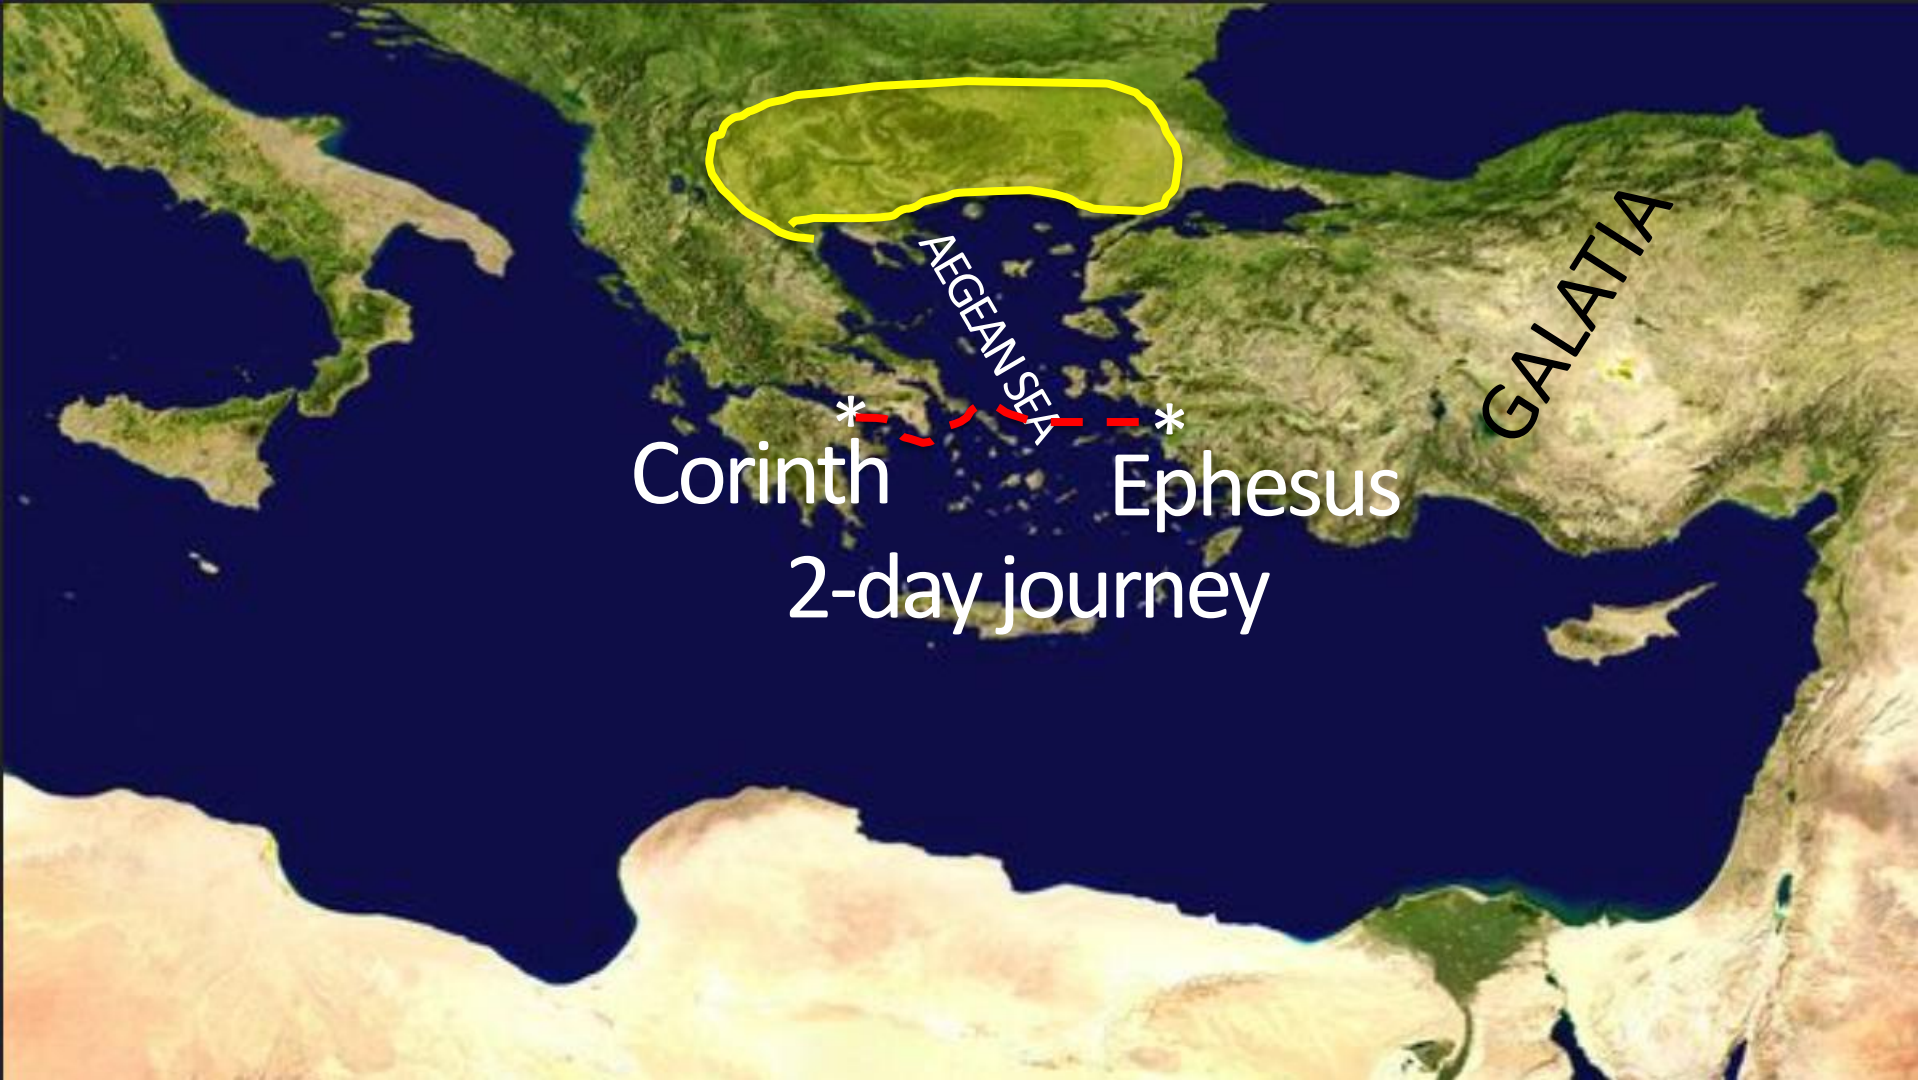 GALATIA
AEGEAN SEA
*
*
Corinth
Ephesus
2-day journey